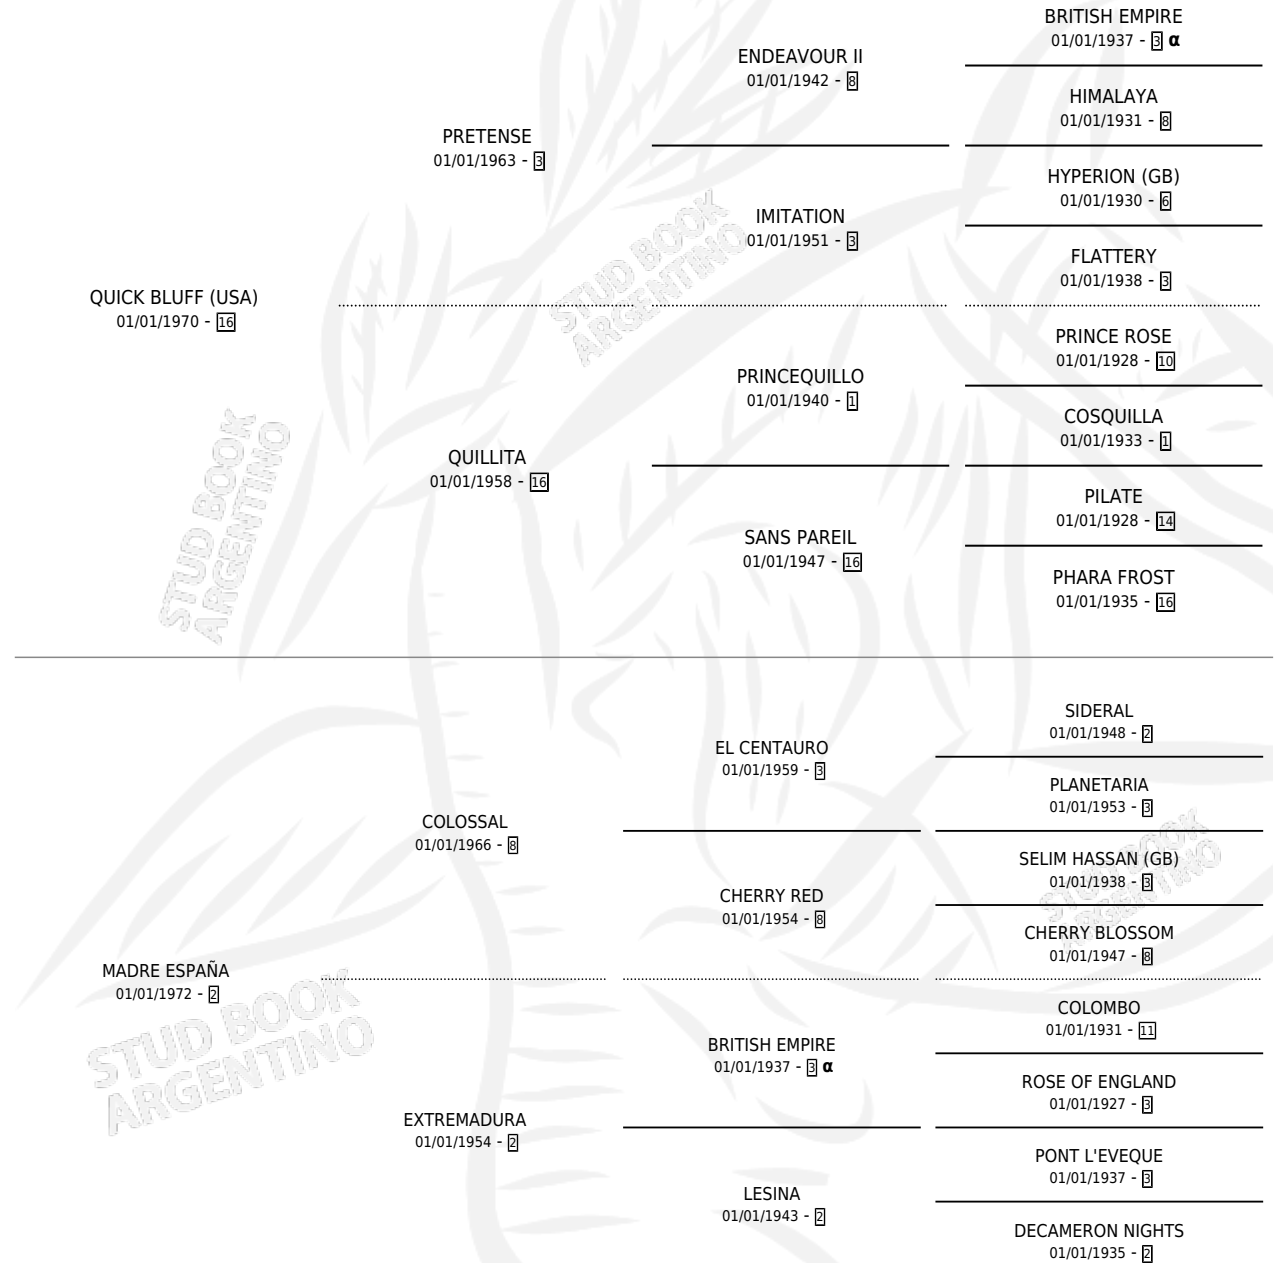 BRITISH EMPIRE
01/01/1937 - 3 α
ENDEAVOUR II
01/01/1942 - 8
HIMALAYA
01/01/1931 - 8
PRETENSE
01/01/1963 - 3
HYPERION (GB)
01/01/1930 - 6
IMITATION
01/01/1951 - 3
FLATTERY
01/01/1938 - 3
QUICK BLUFF (USA)
01/01/1970 - 16
PRINCE ROSE
01/01/1928 - 10
PRINCEQUILLO
01/01/1940 - 1
COSQUILLA
01/01/1933 - 1
QUILLITA
01/01/1958 - 16
PILATE
01/01/1928 - 14
SANS PAREIL
01/01/1947 - 16
PHARA FROST
01/01/1935 - 16
SIDERAL
01/01/1948 - 2
EL CENTAURO
01/01/1959 - 3
PLANETARIA
01/01/1953 - 3
COLOSSAL
01/01/1966 - 8
SELIM HASSAN (GB)
01/01/1938 - 3
CHERRY RED
01/01/1954 - 8
CHERRY BLOSSOM
01/01/1947 - 8
MADRE ESPAÑA
01/01/1972 - 2
COLOMBO
01/01/1931 - 11
BRITISH EMPIRE
01/01/1937 - 3 α
ROSE OF ENGLAND
01/01/1927 - 3
EXTREMADURA
01/01/1954 - 2
PONT L'EVEQUE
01/01/1937 - 3
LESINA
01/01/1943 - 2
DECAMERON NIGHTS
01/01/1935 - 2
STUD BOOK
ARGENTINO
STUD BOOK
ARGENTINO
STUD BOOK
ARGENTINO
STUD BOOK
ARGENTINO